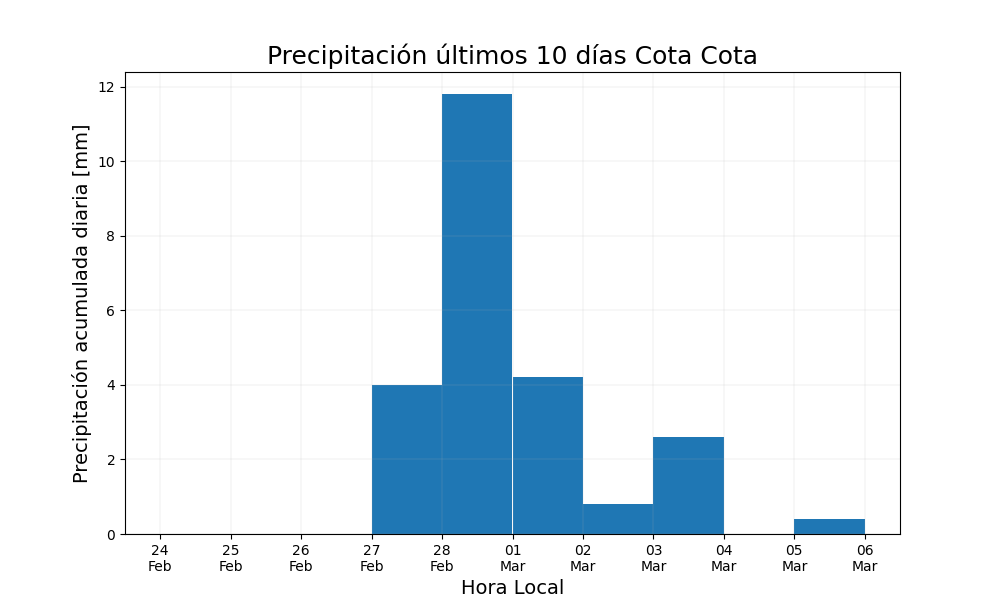 Precipitación últimos 10 días Cota Cota
Precipitación acumulada diaria [mm]
12
10
8
6
4
2
0
24 25 26 27 28 01 02 03 04 05 06
Feb Feb Feb Feb Feb Mar Mar Mar Mar Mar Mar
Hora Local